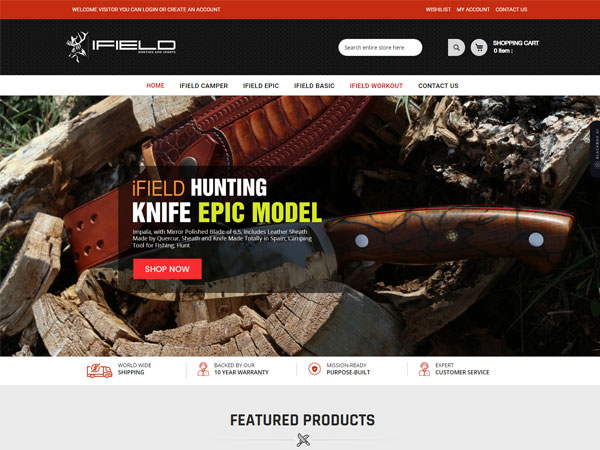 WELCOME VISITOR YOU CAN LOGIN OR CREATE AN ACCOUNT
WISHLIST MY ACCOUNT CONTACT US
IFIELD
HUNTING AND SPORTS
Search entire store here
SHOPPING CART
0 item :
HOME IFIELD CAMPER IFIELD EPIC IFIELD BASIC IFIELD WORKOUT CONTACT US
iFIELD HUNTING
KNIFE EPIC MODEL
Impala, with Mirror Polished Blade of 6.5, Includes Leather Sheath
Made by Quercur, Sheath and Knife Made Totally in Spain, Camping
Tool for Fishing, Hunt
SHOP NOW
WORLD WIDE
SHIPPING
BACKED BY OUR
10 YEAR WARRANTY
MISSION-READY
PURPOSE-BUILT
EXPERT
CUSTOMER SERVICE
FEATURED PRODUCTS